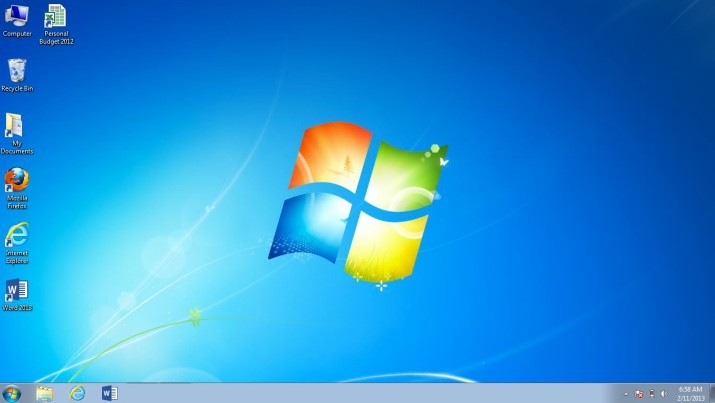 Computer
Personal
Budget 2012
Recycle Bin
My
Documents
Mozilla
Firefox
Internet
Explorer
Word 2013
6:58 AM
2/11/2013